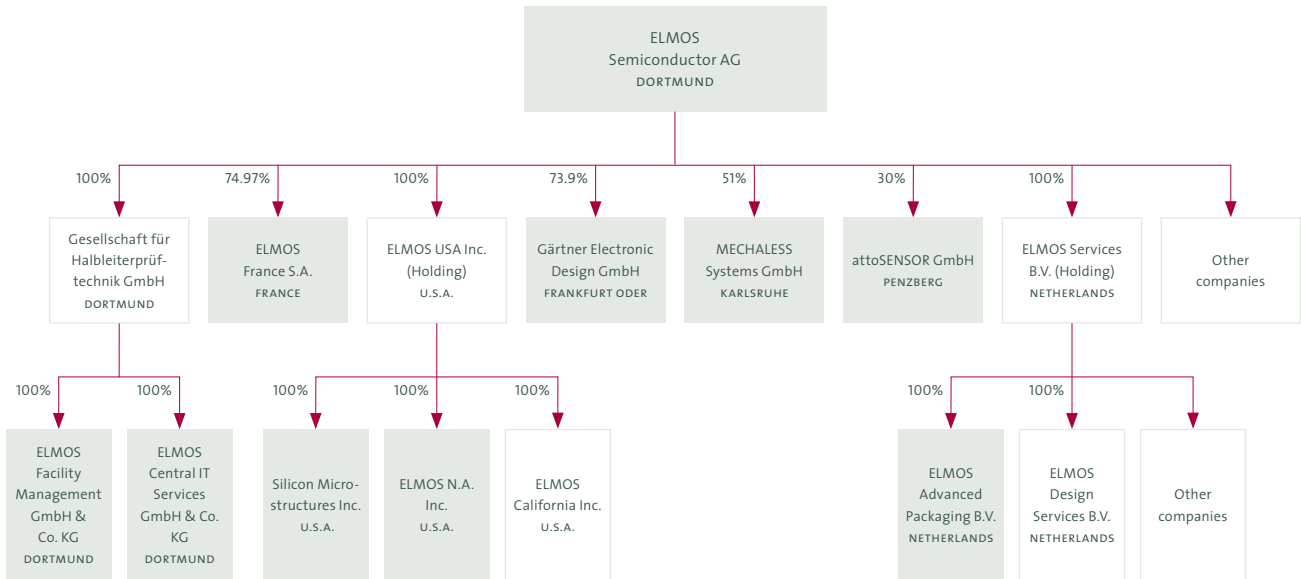 ELMOS
Semiconductor AG
DORTMUND
100%
74.97%
100%
73.9%
51%
30%
100%
Gesellschaft für
Halbleiterprüf-
technik GmbH
DORTMUND
ELMOS
France S.A.
FRANCE
ELMOS USA Inc.
(Holding)
U.S.A.
Gärtner Electronic
Design GmbH
FRANKFURT ODER
MECHALESS
Systems GmbH
KARLSRUHE
attoSENSOR GmbH
PENZBERG
ELMOS Services
B.V. (Holding)
NETHERLANDS
Other
companies
100%
100%
100%
100%
100%
100%
100%
ELMOS
Facility
Management
GmbH &
Co. KG
DORTMUND
ELMOS
Central IT
Services
GmbH & Co.
KG
DORTMUND
Silicon Micro-
structures Inc.
U.S.A.
ELMOS N.A.
Inc.
U.S.A.
ELMOS
California Inc.
U.S.A.
ELMOS
Advanced
Packaging B.V.
NETHERLANDS
ELMOS
Design
Services B.V.
NETHERLANDS
Other
companies